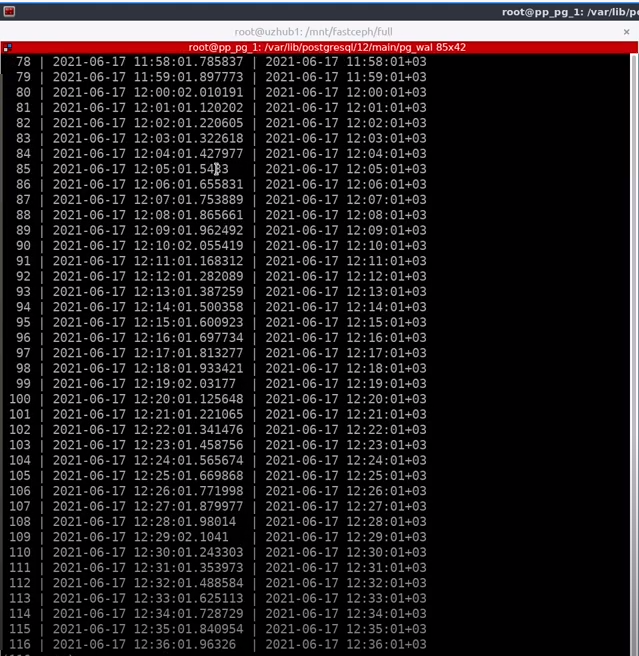 root@pp_pg_1: /var/lib/po
root@uzhub1: /mnt/fastceph/full
root@pp_pg_1: /var/lib/postgresql/12/main/pg_wal 85x42
78 | 2021-06-17 11:58:01.785837 | 2021-06-17 11:58:01+03
79 | 2021-06-17 11:59:01.897773 | 2021-06-17 11:59:01+03
80 | 2021-06-17 12:00:02.010191 | 2021-06-17 12:00:01+03
81 | 2021-06-17 12:01:01.120202 | 2021-06-17 12:01:01+03
82 | 2021-06-17 12:02:01.220605 | 2021-06-17 12:02:01+03
83 | 2021-06-17 12:03:01.322618 | 2021-06-17 12:03:01+03
84 | 2021-06-17 12:04:01.427977 | 2021-06-17 12:04:01+03
85 | 2021-06-17 | 2021-06-17 12:05:01+03
86 | 2021-06-17 12:06:01.655831 | 2021-06-17 12:06:01+03
87 | 2021-06-17 12:07:01.753889 | 2021-06-17 12:07:01+03
88 | 2021-06-17 12:08:01.865661 | 2021-06-17 12:08:01+03
89 | 2021-06-17 12:09:01.962492 | 2021-06-17 12:09:01+03
90 | 2021-06-17 12:10:02.055419 | 2021-06-17 12:10:01+03
91 | 2021-06-17 12:11:01.168312 | 2021-06-17 12:11:01+03
92 | 2021-06-17 12:12:01.282089 | 2021-06-17 12:12:01+03
93 | 2021-06-17 12:13:01.387259 | 2021-06-17 12:13:01+03
94 | 2021-06-17 12:14:01.500358 | 2021-06-17 12:14:01+03
95 | 2021-06-17 12:15:01.600923 | 2021-06-17 12:15:01+03
96 | 2021-06-17 12:16:01.697734 | 2021-06-17 12:16:01+03
97 | 2021-06-17 12:17:01.813277 | 2021-06-17 12:17:01+03
98 | 2021-06-17 12:18:01.933421 | 2021-06-17 12:18:01+03
99 | 2021-06-17 12:19:02.03177 | 2021-06-17 12:19:01+03
100 | 2021-06-17 12:20:01.125648 | 2021-06-17 12:20:01+03
101 | 2021-06-17 12:21:01.221065 | 2021-06-17 12:21:01+03
102 | 2021-06-17 12:22:01.341476 | 2021-06-17 12:22:01+03
103 | 2021-06-17 12:23:01.458756 | 2021-06-17 12:23:01+03
104 | 2021-06-17 12:24:01.565674 | 2021-06-17 12:24:01+03
105 | 2021-06-17 12:25:01.669868 | 2021-06-17 12:25:01+03
106 | 2021-06-17 12:26:01.771998 | 2021-06-17 12:26:01+03
107 | 2021-06-17 12:27:01.879977 | 2021-06-17 12:27:01+03
108 | 2021-06-17 12:28:01.98014 | 2021-06-17 12:28:01+03
109 | 2021-06-17 12:29:02.1041 | 2021-06-17 12:29:01+03
110 | 2021-06-17 12:30:01.243303 | 2021-06-17 12:30:01+03
111 | 2021-06-17 12:31:01.353973 | 2021-06-17 12:31:01+03
112 | 2021-06-17 12:32:01.488584 | 2021-06-17 12:32:01+03
113 | 2021-06-17 12:33:01.625113 | 2021-06-17 12:33:01+03
114 | 2021-06-17 12:34:01.728729 | 2021-06-17 12:34:01+03
115 | 2021-06-17 12:35:01.840954 | 2021-06-17 12:35:01+03
116 | 2021-06-17 12:36:01.96326 | 2021-06-17 12:36:01+03